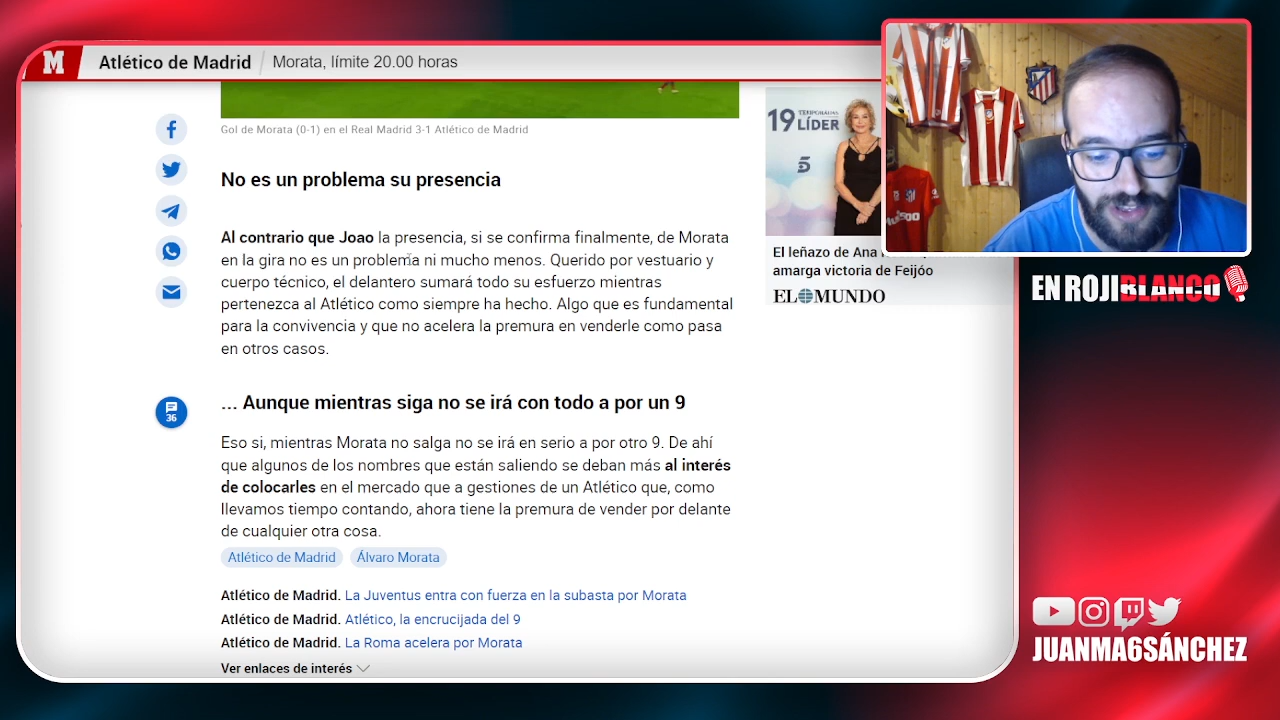 M Atlético de Madrid Morata, límite 20.00 horas
Gol de Morata (0-1) en el Real Madrid 3-1 Atlético de Madrid
No es un problema su presencia
Al contrario que Joao la presencia, si se confirma finalmente, de Morata
en la gira no es un problema ni mucho menos. Querido por vestuario y
cuerpo técnico, el delantero sumará todo su esfuerzo mientras
pertenezca al Atlético como siempre ha hecho. Algo que es fundamental
para la convivencia y que no acelera la premura en venderle como pasa
en otros casos.
36
... Aunque mientras siga no se irá con todo a por un 9
Eso si, mientras Morata no salga no se irá en serio a por otro 9. De ahí
que algunos de los nombres que están saliendo se deban más al interés
de colocarles en el mercado que a gestiones de un Atlético que, como
llevamos tiempo contando, ahora tiene la premura de vender por delante
de cualquier otra cosa.
Atlético de Madrid Álvaro Morata
Atlético de Madrid. La Juventus entra con fuerza en la subasta por Morata
Atlético de Madrid. Atlético, la encrucijada del 9
Atlético de Madrid. La Roma acelera por Morata
Ver enlaces de interés
19 TEMPORADAS
LÍDER
5
El leñazo de Ana
amarga victoria de Feijóo
EL MUNDO
EN ROJIBLANCO
JUANMA6SÁNCHEZ